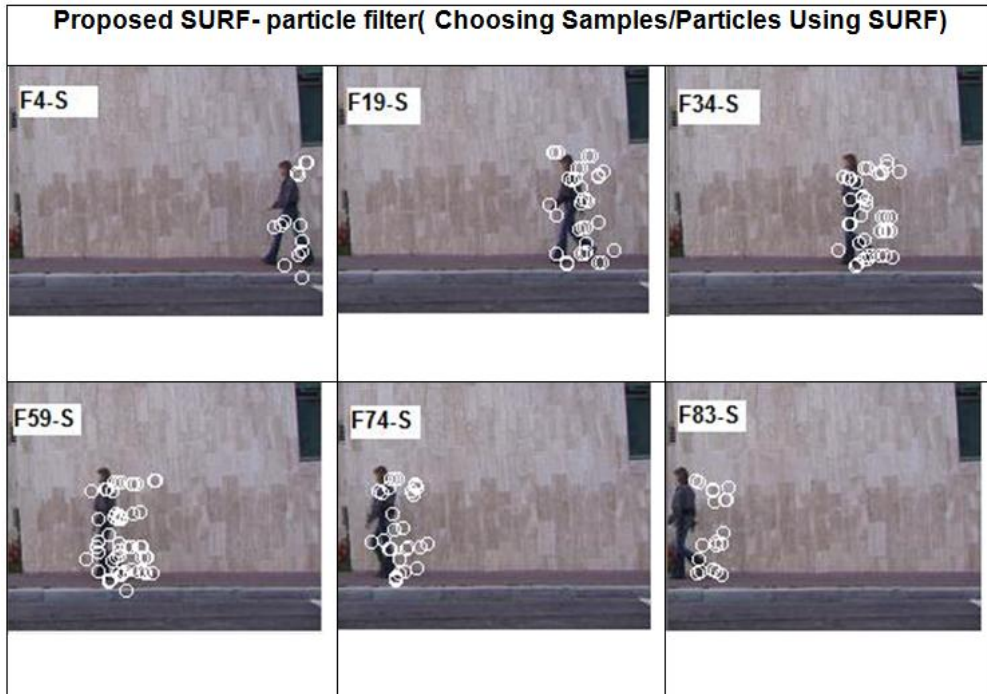 Proposed SURF- particle filter( Choosing Samples/Particles Using SURF)
F4-S
F19-S
F34-S
F59-S
F74-S
F83-S